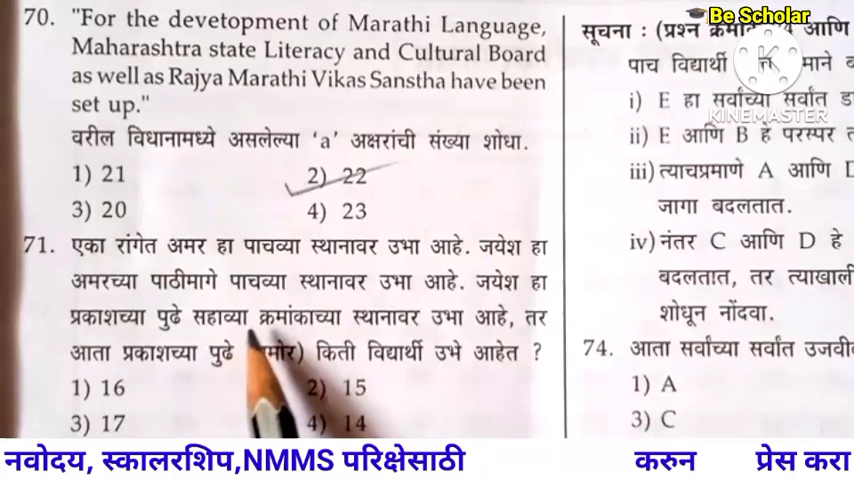 Be Scholar
KINEMASTER
70. "For the devetopment of Marathi Language,
Maharashtra state Literacy and Cultural Board
as well as Rajya Marathi Vikas Sanstha have been
set up."
वरील विधानामध्ये असलेल्या 'a' अक्षरांची संख्या शोधा.
1) 21 2) 22
3) 20 4) 23
71. एका रांगेत अमर हा पाचव्या स्थानावर उभा आहे. जयेश हा
अमरच्या पाठीमागे पाचव्या स्थानावर उभा आहे. जयेश हा
प्रकाशच्या पुढे सहाव्या क्रमांकाच्या स्थानावर उभा आहे, तर
आता प्रकाशच्या पुढे किती विद्यार्थी उभे आहेत ?
1) 16 2) 15
3) 17 4) 14
सूचना : (प्रश्न आणि
पाच विद्यार्थी
i) E हा सर्वांच्या सर्वांत
ii) E आणि B हे परस्पर
iii) त्याचप्रमाणे A आणि
जागा बदलतात.
iv) नंतर C आणि D हे
बदलतात, तर त्याखाली
शोधून नोंदवा.
74. आता सर्वांच्या सर्वांत
1) A
3) C
नवोदय, स्कालरशिप,NMMS परिक्षेसाठी करुन प्रेस करा